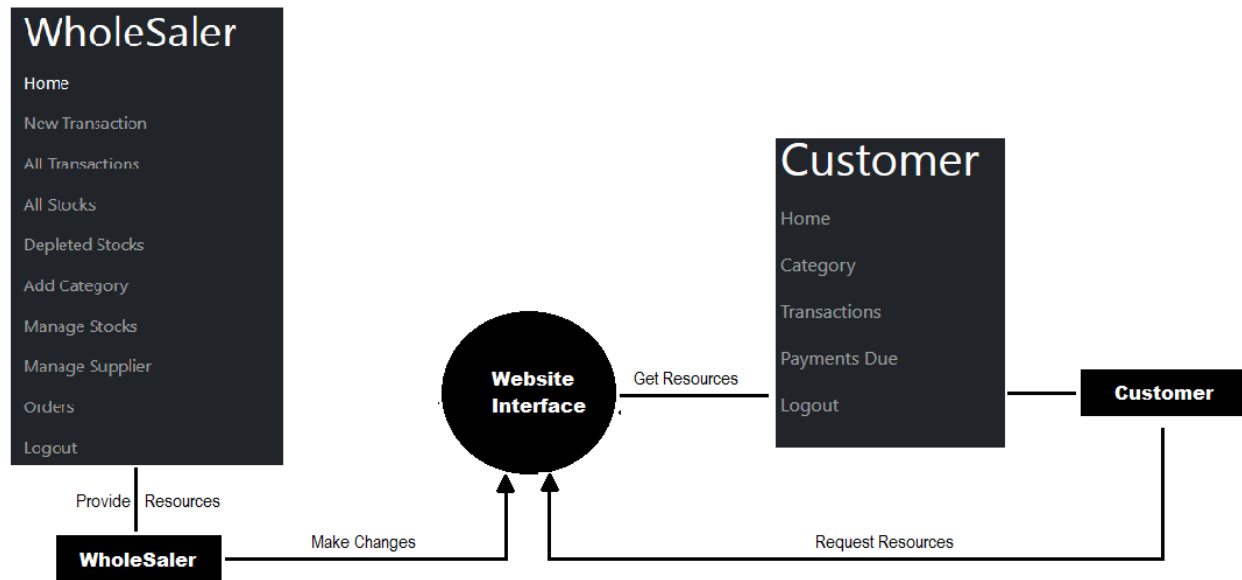 WholeSaler
Home
New Transaction
All Transactions
All Stocks
Depleted Stocks
Add Category
Manage Stocks
Manage Supplier
Orders
Logout
Provide Resources
WholeSaler
Make Changes
Website
Interface
Get Resources
Customer
Home
Category
Transactions
Payments Due
Logout
Customer
Request Resources